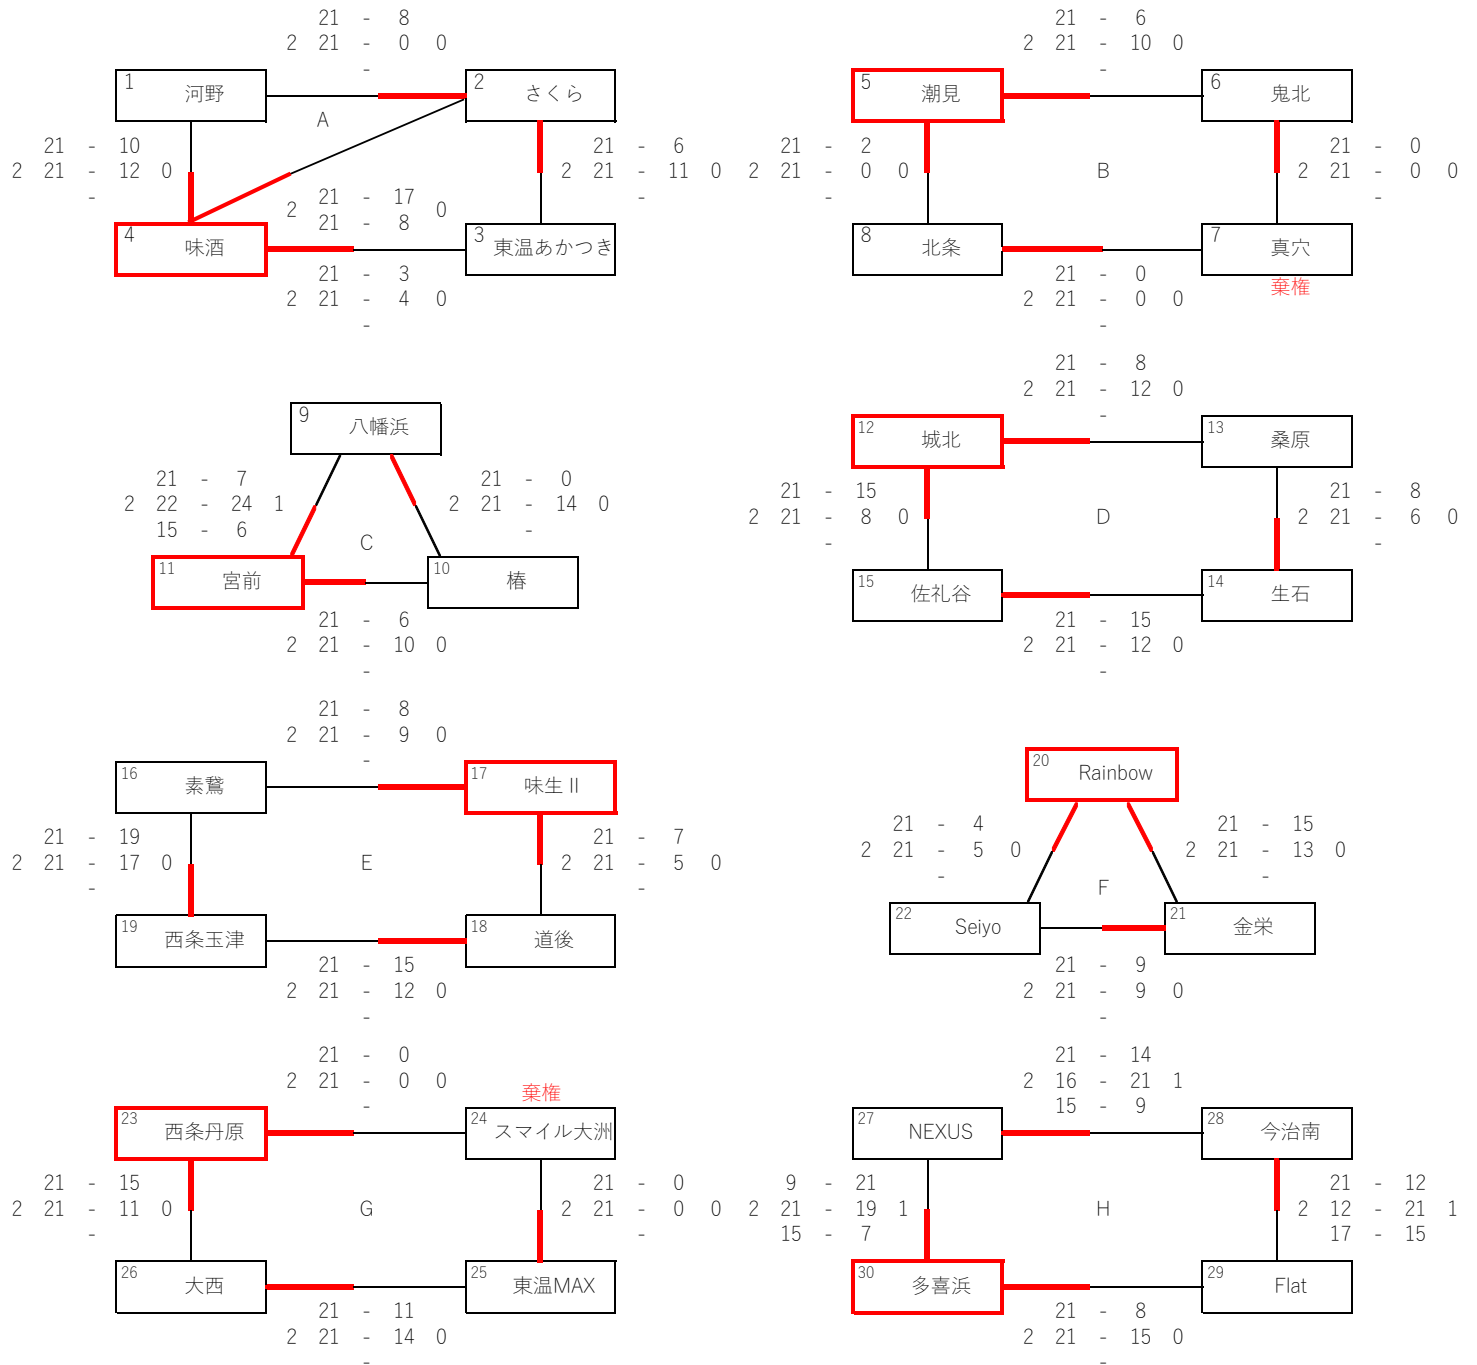 21 - 8
2 21 - 0 0
-
1 河野
2 さくら
A
21 - 10
2 21 - 12 0
-
21 - 6
2 21 - 11 0
-
21 - 17
2 0
21 - 8
4 味酒
3 東温あかつき
21 - 3
2 21 - 4 0
-
21 - 6
2 21 - 10 0
-
5 潮見
6 鬼北
21 - 2
2 21 - 0 0
-
B
21 - 0
2 21 - 0 0
-
8 北条
7 真穴
棄権
21 - 0
2 21 - 0 0
-
9 八幡浜
21 - 7
2 22 - 24 1
15 - 6
21 - 0
2 21 - 14 0
-
C
11 宮前
10 椿
21 - 6
2 21 - 10 0
-
21 - 8
2 21 - 12 0
-
12 城北
13 桑原
21 - 15
2 21 - 8 0
-
D
21 - 8
2 21 - 6 0
-
15 佐礼谷
14 生石
21 - 15
2 21 - 12 0
-
21 - 8
2 21 - 9 0
-
16 素鵞
17 味生Ⅱ
21 - 19
2 21 - 17 0
-
E
21 - 7
2 21 - 5 0
-
19 西条玉津
18 道後
21 - 15
2 21 - 12 0
-
20 Rainbow
21 - 4
2 21 - 5 0
-
21 - 15
2 21 - 13 0
-
F
22 Seiyo
21 金栄
21 - 9
2 21 - 9 0
-
21 - 0
2 21 - 0 0
-
棄権
23 西条丹原
24 スマイル大洲
21 - 15
2 21 - 11 0
-
G
21 - 0
2 21 - 0 0
-
26 大西
25 東温MAX
21 - 11
2 21 - 14 0
-
21 - 14
2 16 - 21 1
15 - 9
27 NEXUS
28 今治南
9 - 21
2 21 - 19 1
15 - 7
H
21 - 12
2 12 - 21 1
17 - 15
30 多喜浜
29 Flat
21 - 8
2 21 - 15 0
-